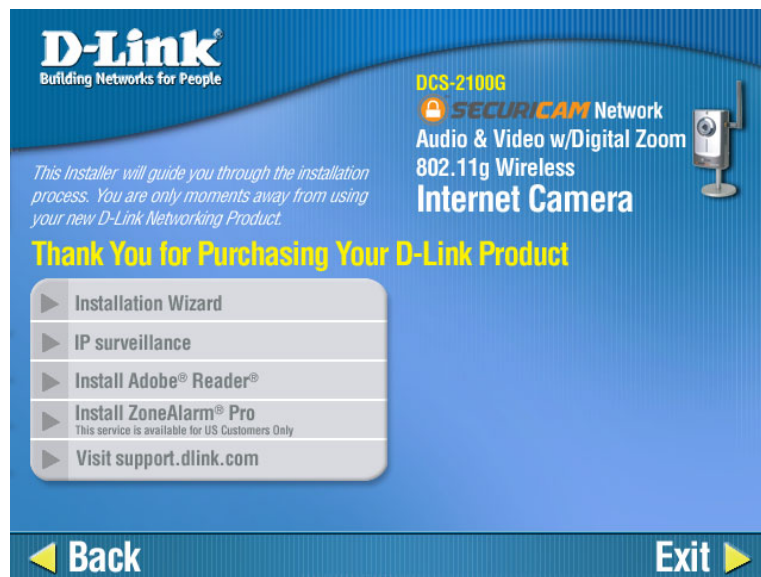 D-Link®
Building Networks for People
DCS-2100G
SECURICAM Network
Audio & Video w/Digital Zoom
802.11g Wireless
Internet Camera
This Installer will guide you through the installation
process. You are only moments away from using
your new D-Link Networking Product.
Thank You for Purchasing Your D-Link Product
Installation Wizard
IP surveillance
Install Adobe® Reader®
Install ZoneAlarm® Pro
This service is available for US Customers Only
Visit support.dlink.com
Back
Exit